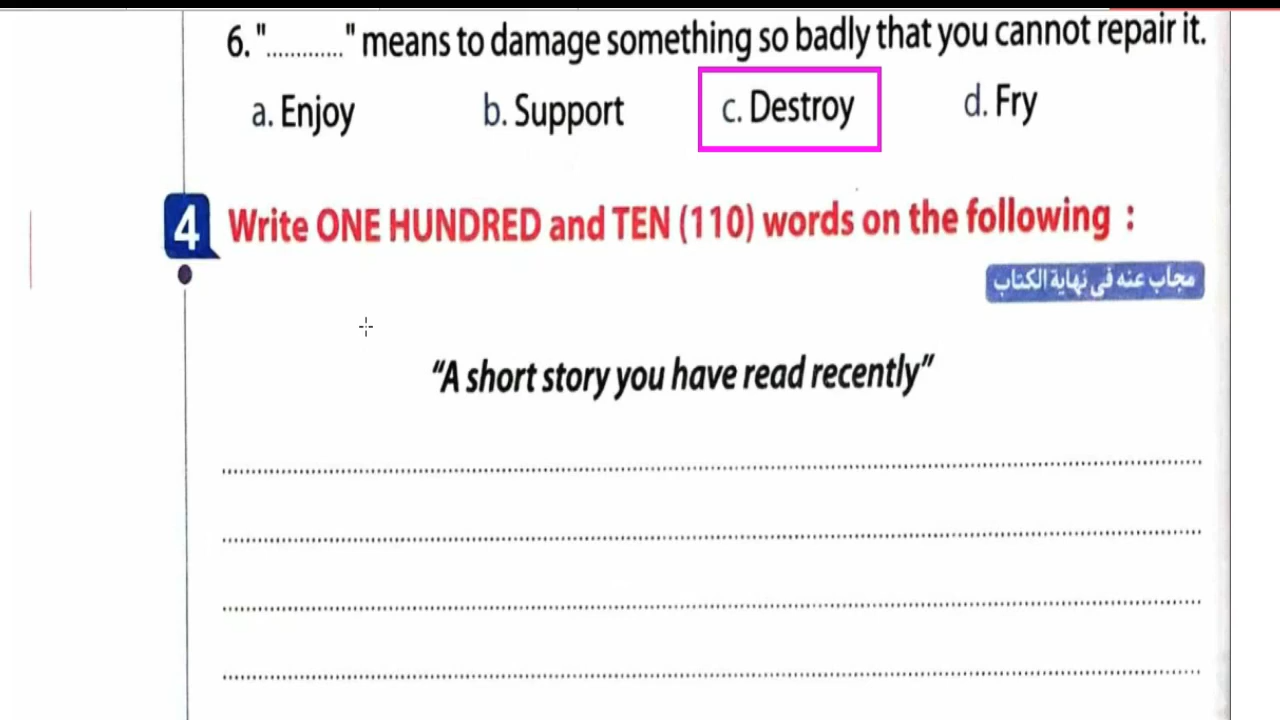 6. "............" means to damage something so badly that you cannot repair it.
a. Enjoy b. Support c. Destroy d. Fry
4 Write ONE HUNDRED and TEN (110) words on the following :
مجاب عنه في نهاية الكتاب
"A short story you have read recently"